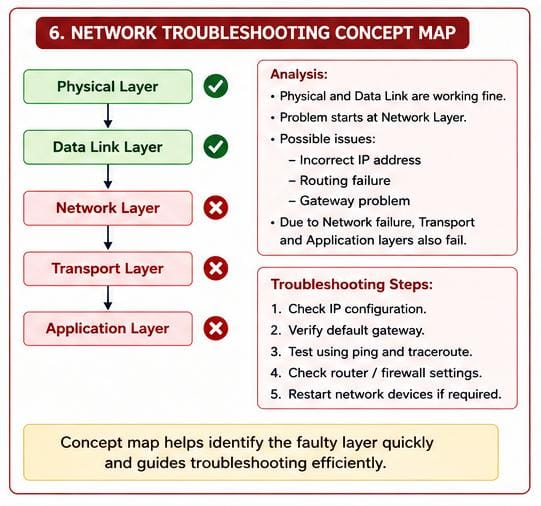 6. NETWORK TROUBLESHOOTING CONCEPT MAP
Physical Layer
Data Link Layer
Network Layer
Transport Layer
Application Layer
Analysis:
• Physical and Data Link are working fine.
• Problem starts at Network Layer.
• Possible issues:
– Incorrect IP address
– Routing failure
– Gateway problem
• Due to Network failure, Transport
and Application layers also fail.
Troubleshooting Steps:
1. Check IP configuration.
2. Verify default gateway.
3. Test using ping and traceroute.
4. Check router / firewall settings.
5. Restart network devices if required.
Concept map helps identify the faulty layer quickly
and guides troubleshooting efficiently.